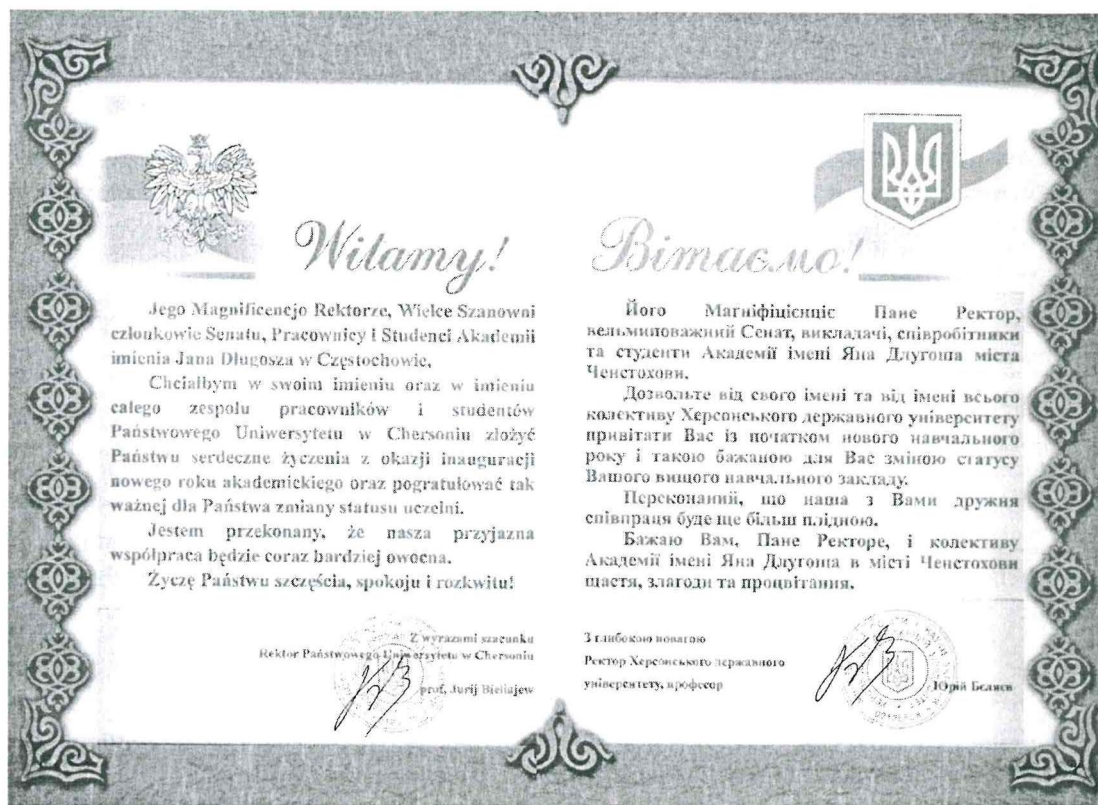 Witamy!
Jego Magnificencjo Rektorze, Wielce Szanowni
członkowie Senatu, Pracownicy i Studenci Akademii
imienia Jana Długosza w Częstochowie,
Chciałbym w swoim imieniu oraz w imieniu
całego zespołu pracowników i studentów
Państwowego Uniwersytetu w Chersoniu złożyć
Państwu serdeczne życzenia z okazji inauguracji
nowego roku akademickiego oraz pogratulować tak
ważnej dla Państwa zmiany statusu uczelni.
Jestem przekonany, że nasza przyjazna
współpraca będzie coraz bardziej owocna.
Życzę Państwu szczęścia, spokoju i rozkwitu!
Z wyrazami szacunku
Rektor Państwowego Uniwersytetu w Chersoniu
prof. Jurij Bieliajew
Вітаємо!
Його Магніфіцієнціє Пане Ректор,
вельмиповажний Сенат, викладачі, співробітники
та студенти Академії імені Яна Длугоша міста
Ченстохови.
Дозвольте від свого імені та від імені всього
колективу Херсонського державного університету
привітати Вас із початком нового навчального
року і такою бажаною для Вас зміною статусу
Вашого вищого навчального закладу.
Переконаний, що наша з Вами дружня
співпраця буде ще більш плідною.
Бажаю Вам, Пане Ректоре, і колективу
Академії імені Яна Длугоша в місті Ченстохови
щастя, злагоди та процвітання.
З глибокою повагою
Ректор Херсонського державного
університету, професор
Юрій Бєляєв